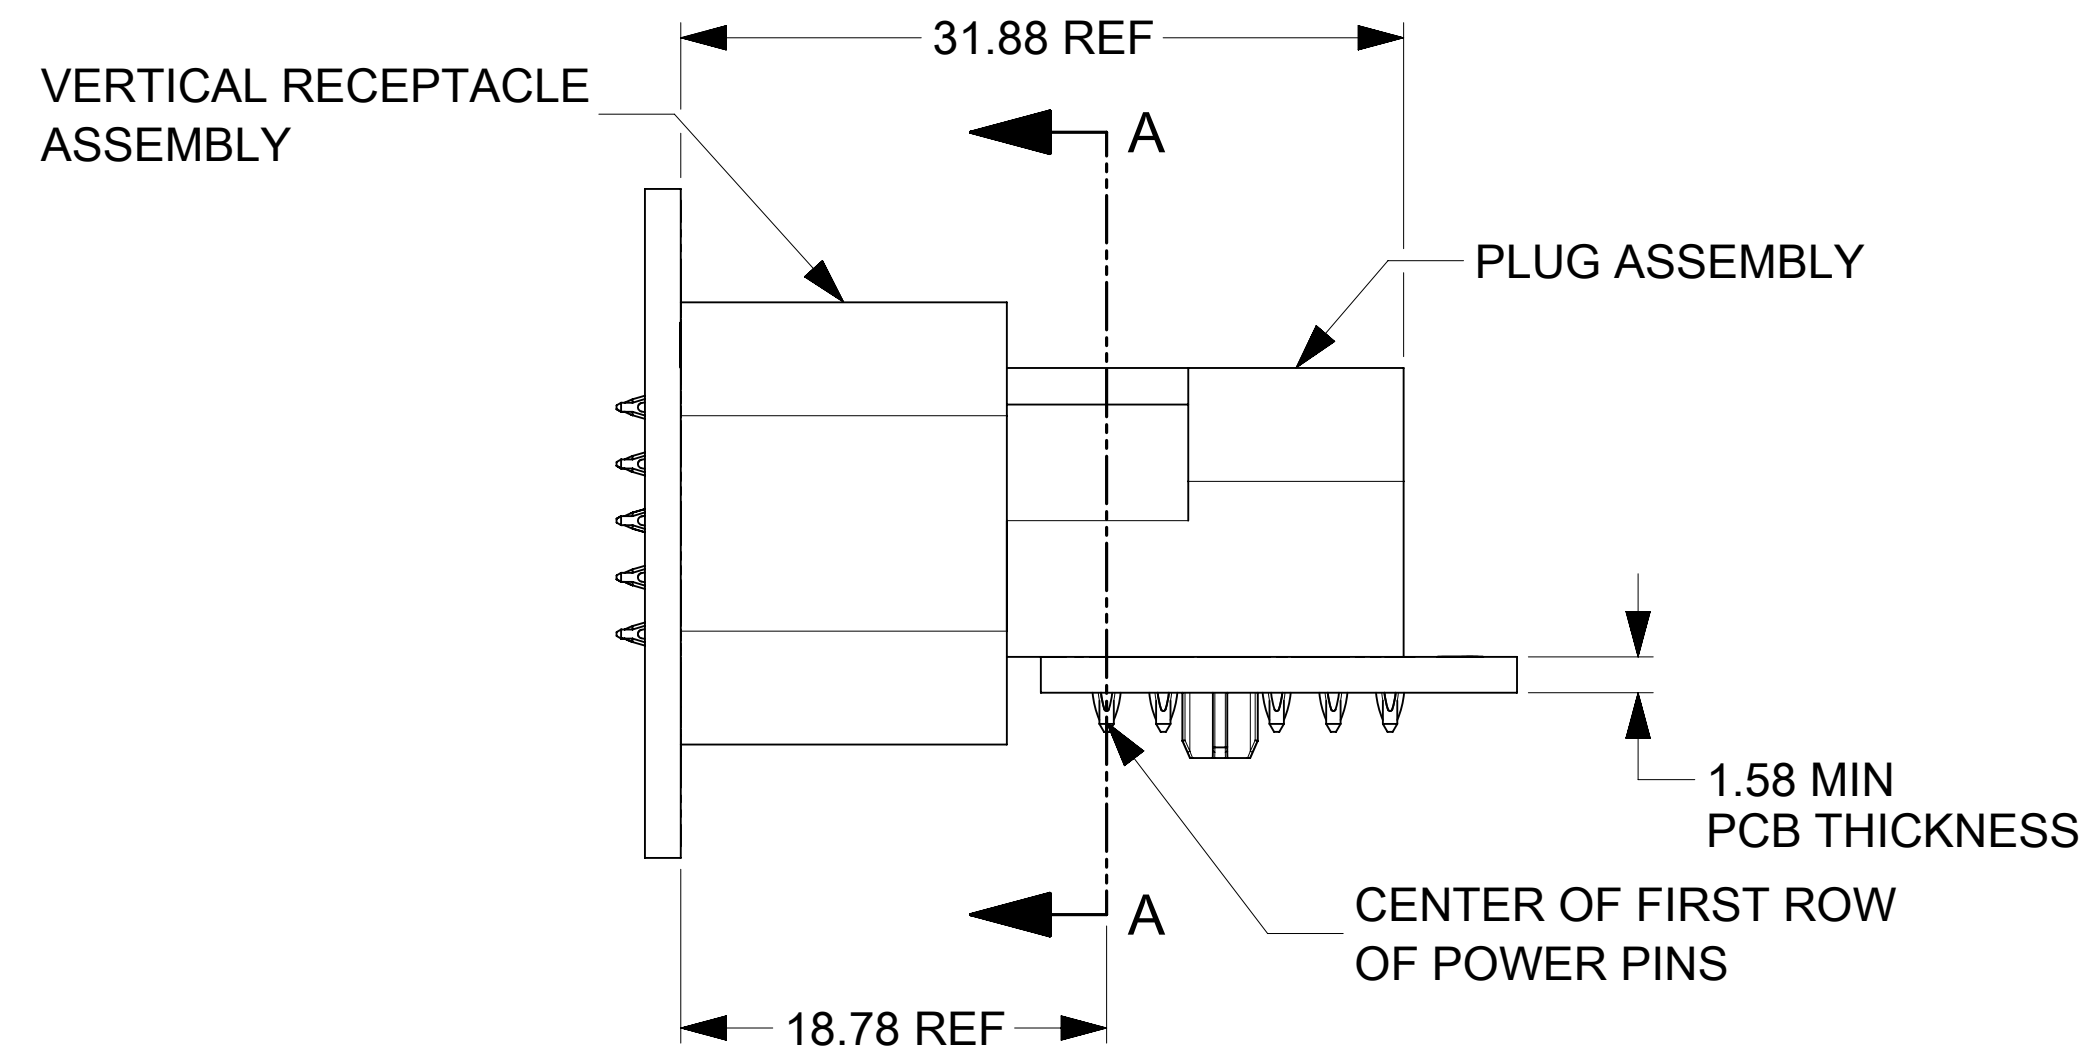 31.88 REF
VERTICAL RECEPTACLE
ASSEMBLY
A
PLUG ASSEMBLY
1.58 MIN
PCB THICKNESS
CENTER OF FIRST ROW
OF POWER PINS
A
18.78 REF